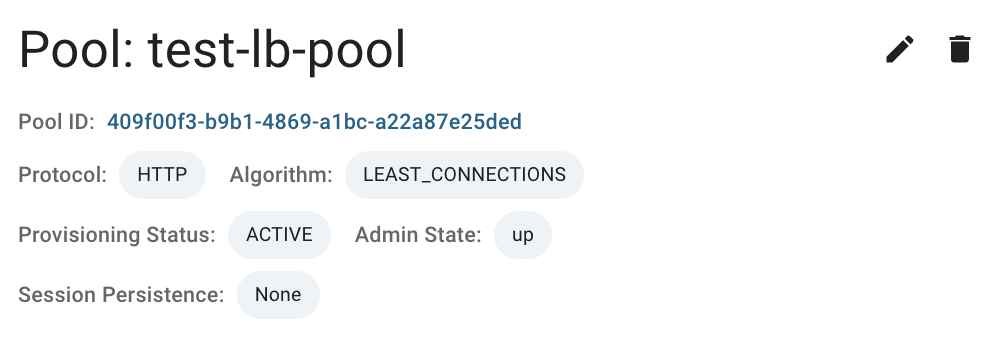 Pool: test-lb-pool
Pool ID: 409f00f3-b9b1-4869-a1bc-a22a87e25ded
Protocol: HTTP Algorithm: LEAST_CONNECTIONS
Provisioning Status: ACTIVE Admin State: up
Session Persistence: None